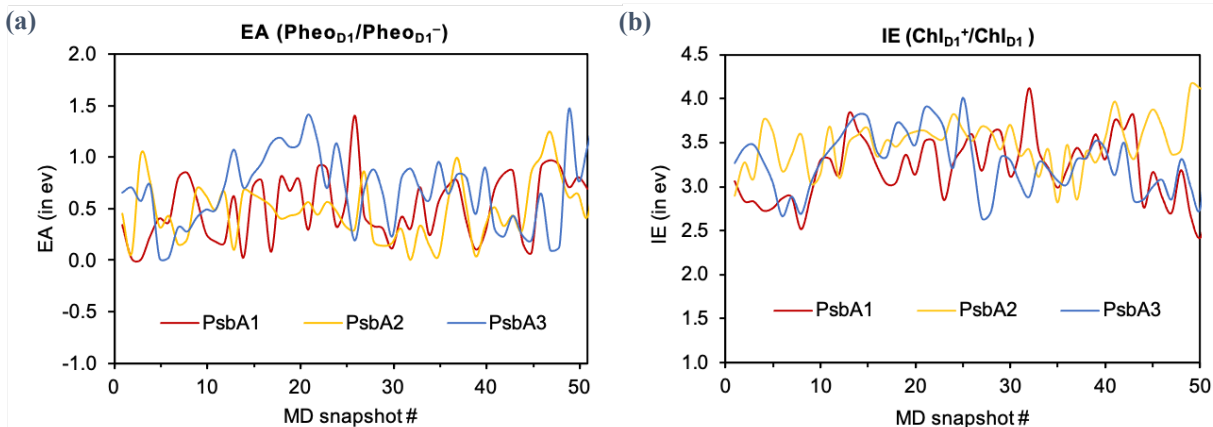 (a)
EA (PheoD1/PheoD1⁻)
EA (in ev)
2.0
1.5
1.0
0.5
0.0
-0.5
-1.0
PsbA1 PsbA2 PsbA3
0 10 20 30 40 50
MD snapshot #
(b)
IE (ChlD1⁺/ChlD1 )
IE (in ev)
4.5
4.0
3.5
3.0
2.5
2.0
1.5
1.0
PsbA1 PsbA2 PsbA3
0 10 20 30 40 50
MD snapshot #